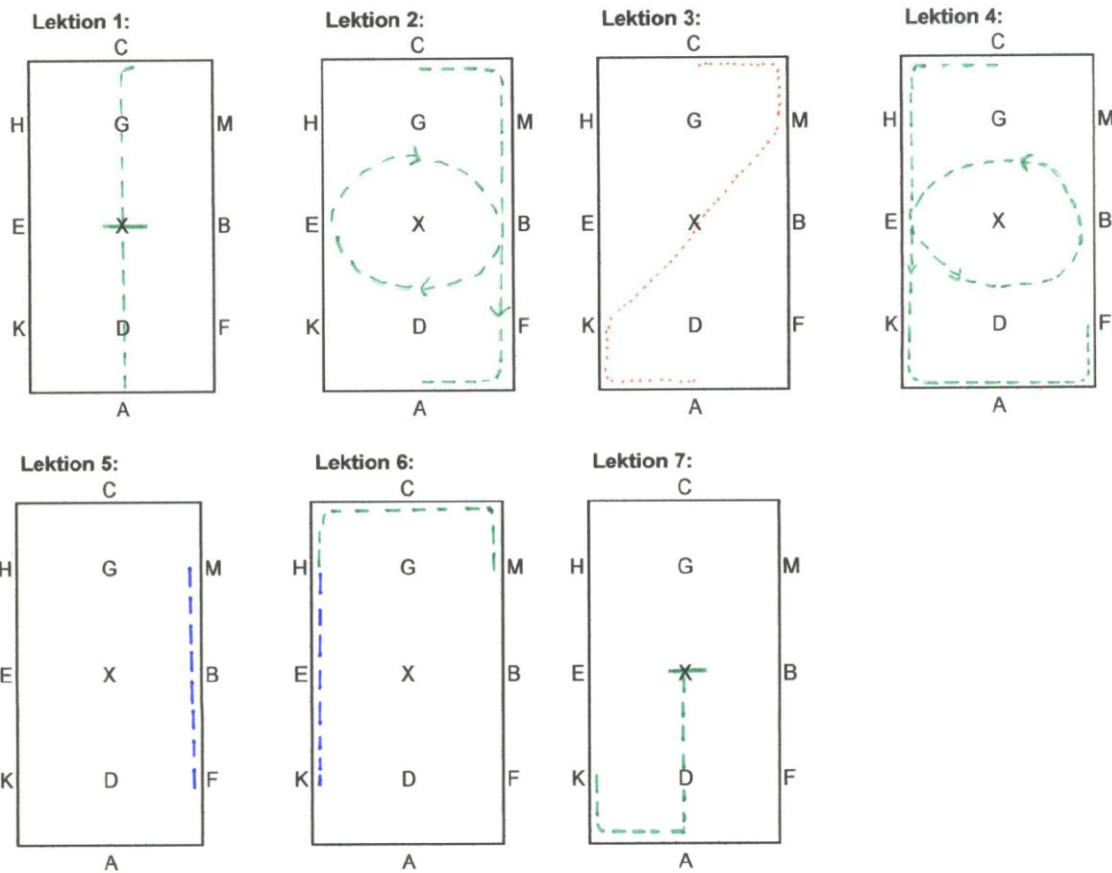 Lektion 1: Lektion 2: Lektion 3: Lektion 4:
C C C C
H G M H G M H G M H G M
E X B E X B E X B E X B
K D F K D F K D F K D F
A A A A
Lektion 5: Lektion 6: Lektion 7:
C C C
H G M H G M H G M
E X B E X B E X B
K D F K D F K D F
A A A